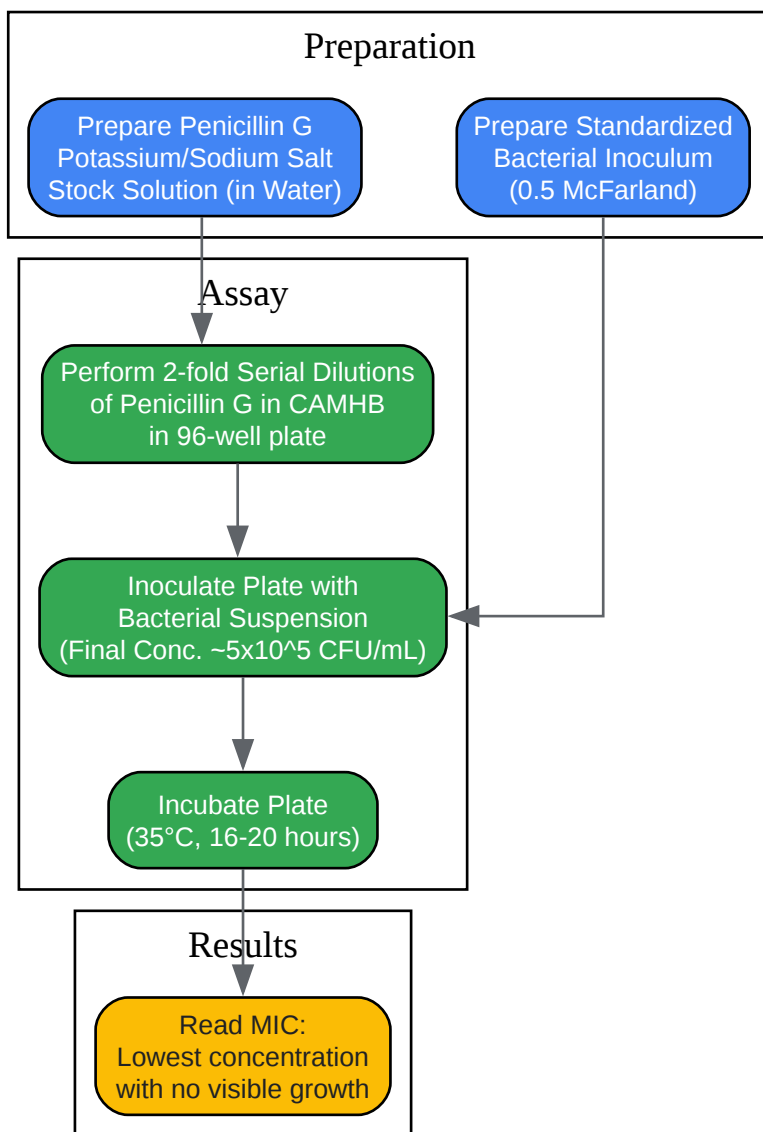 Preparation
Prepare Penicillin G
Potassium/Sodium Salt
Stock Solution (in Water)
Prepare Standardized
Bacterial Inoculum
(0.5 McFarland)
Assay
Perform 2-fold Serial Dilutions
of Penicillin G in CAMHB
in 96-well plate
Inoculate Plate with
Bacterial Suspension
(Final Conc. ~5x10^5 CFU/mL)
Incubate Plate
(35°C, 16-20 hours)
Results
Read MIC:
Lowest concentration
with no visible growth